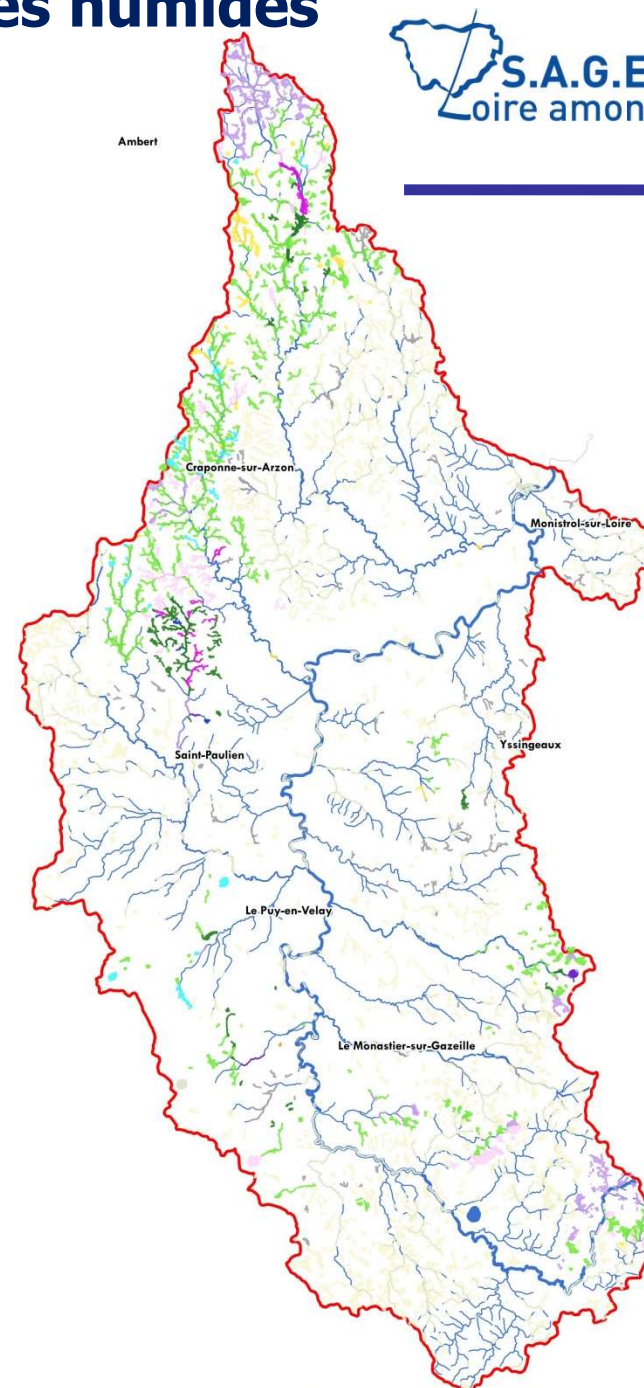 es humides
S.A.G.E
Loire amon
Ambert
Craponne-sur-Arzon
Monistrol-sur-Loire
Yssingeaux
Saint-Paulien
Le Puy-en-Velay
Le Monastier-sur-Gazeille